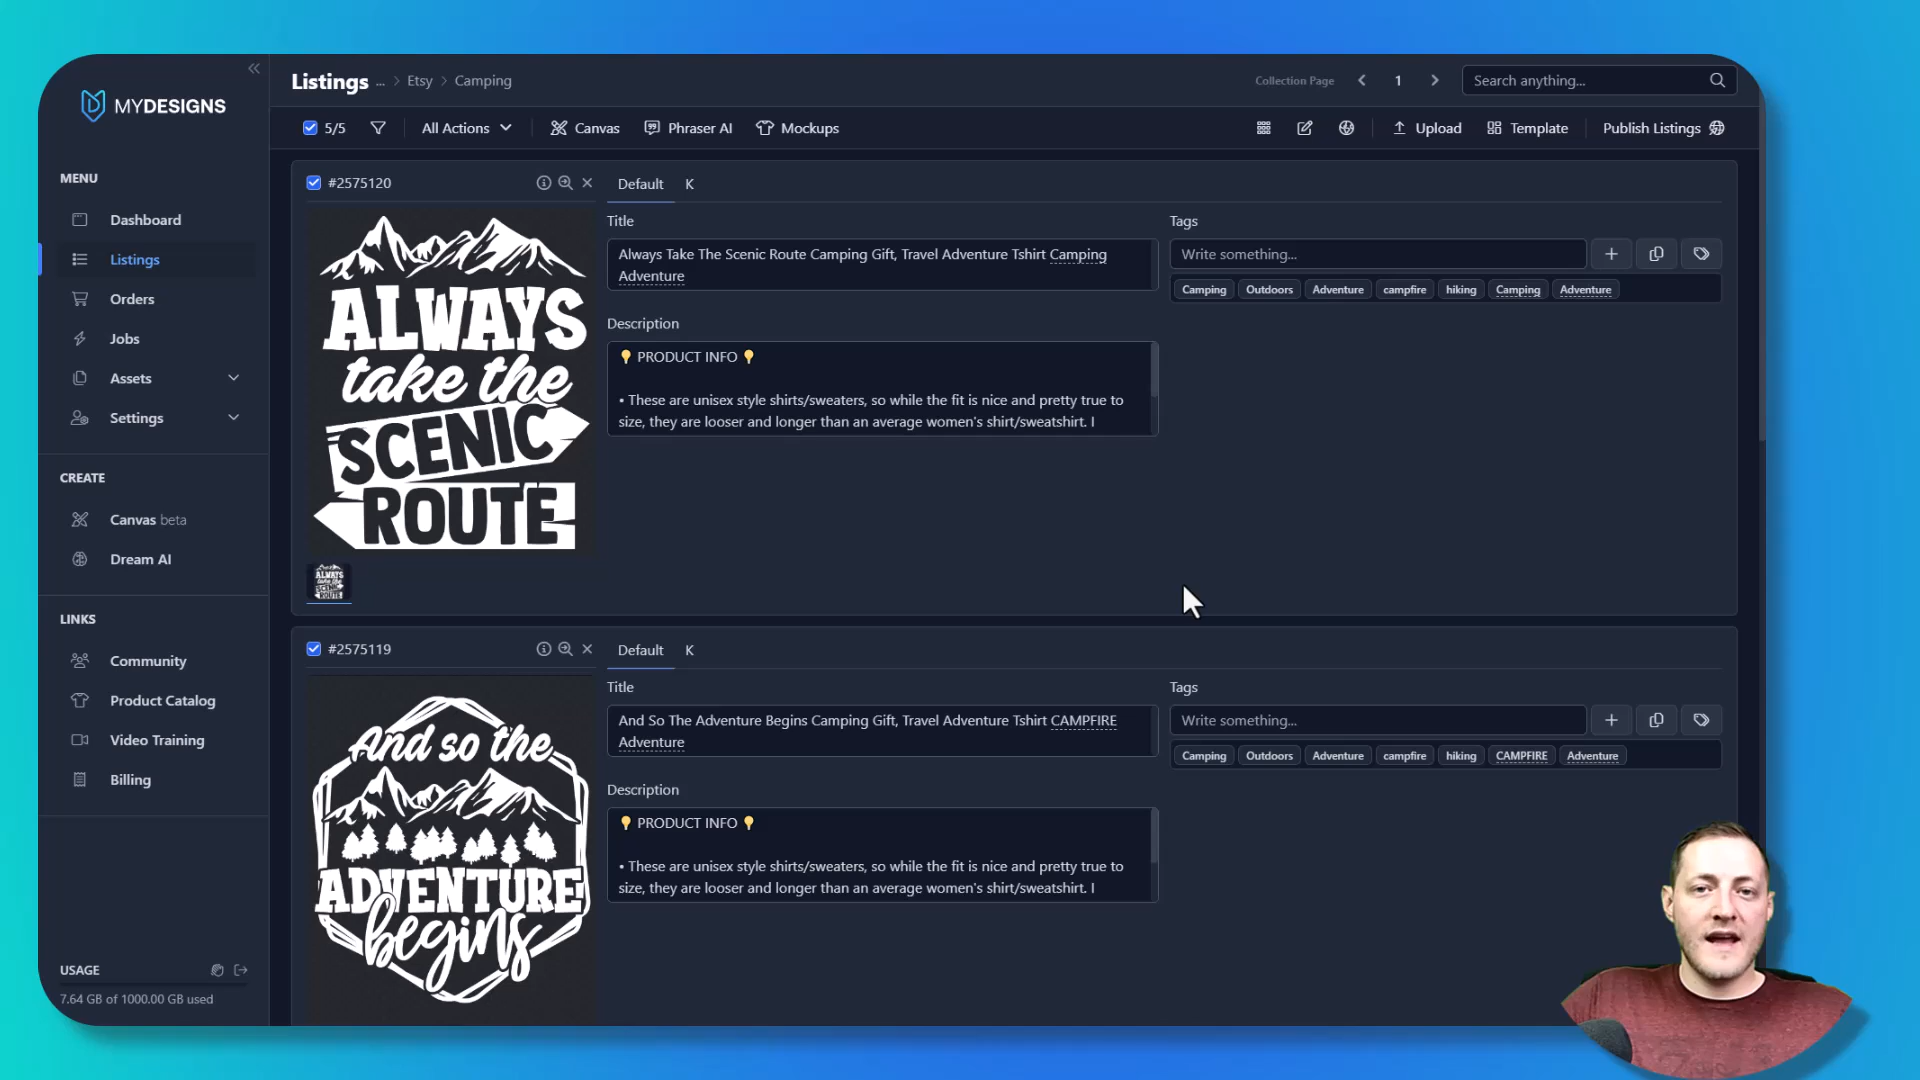 MYDESIGNS
MENU
Dashboard
Listings
Orders
Jobs
Assets
Settings
CREATE
Canvas beta
Dream AI
LINKS
Community
Product Catalog
Video Training
Billing
USAGE
7.64 GB of 1000.00 GB used
Listings ... > Etsy > Camping
Collection Page 1
Search anything...
5/5
All Actions
Canvas
Phraser AI
Mockups
Upload
Template
Publish Listings
#2575120
ALWAYS
take the
SCENIC
ROUTE
ALWAYS
take the
SCENIC
ROUTE
Default K
Title
Always Take The Scenic Route Camping Gift, Travel Adventure Tshirt Camping
Adventure
Description
💡 PRODUCT INFO 💡
• These are unisex style shirts/sweaters, so while the fit is nice and pretty true to
size, they are looser and longer than an average women's shirt/sweatshirt. I
Tags
Write something...
Camping Outdoors Adventure campfire hiking Camping Adventure
#2575119
And so the
ADVENTURE
begins
Default K
Title
And So The Adventure Begins Camping Gift, Travel Adventure Tshirt CAMPFIRE
Adventure
Description
💡 PRODUCT INFO 💡
• These are unisex style shirts/sweaters, so while the fit is nice and pretty true to
size, they are looser and longer than an average women's shirt/sweatshirt. I
Tags
Write something...
Camping Outdoors Adventure campfire hiking CAMPFIRE Adventure